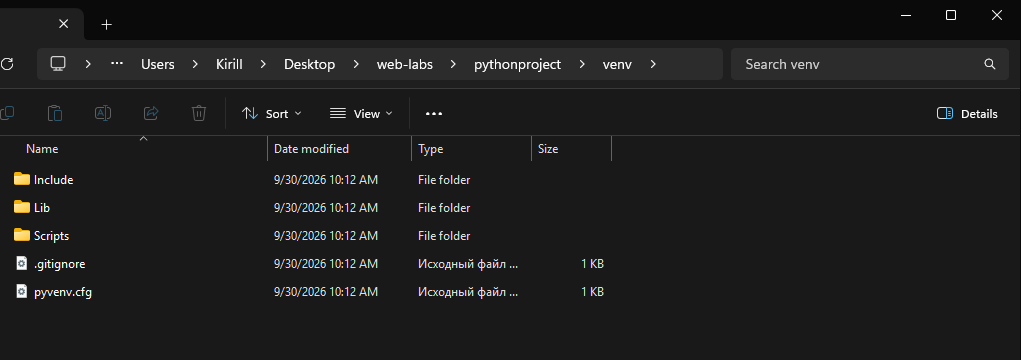 Users > Kirill > Desktop > web-labs > pythonproject > venv >
Search venv
Sort View Details
Name Date modified Type Size
Include 9/30/2026 10:12 AM File folder
Lib 9/30/2026 10:12 AM File folder
Scripts 9/30/2026 10:12 AM File folder
.gitignore 9/30/2026 10:12 AM Исходный файл ... 1 KB
pyvenv.cfg 9/30/2026 10:12 AM Исходный файл ... 1 KB